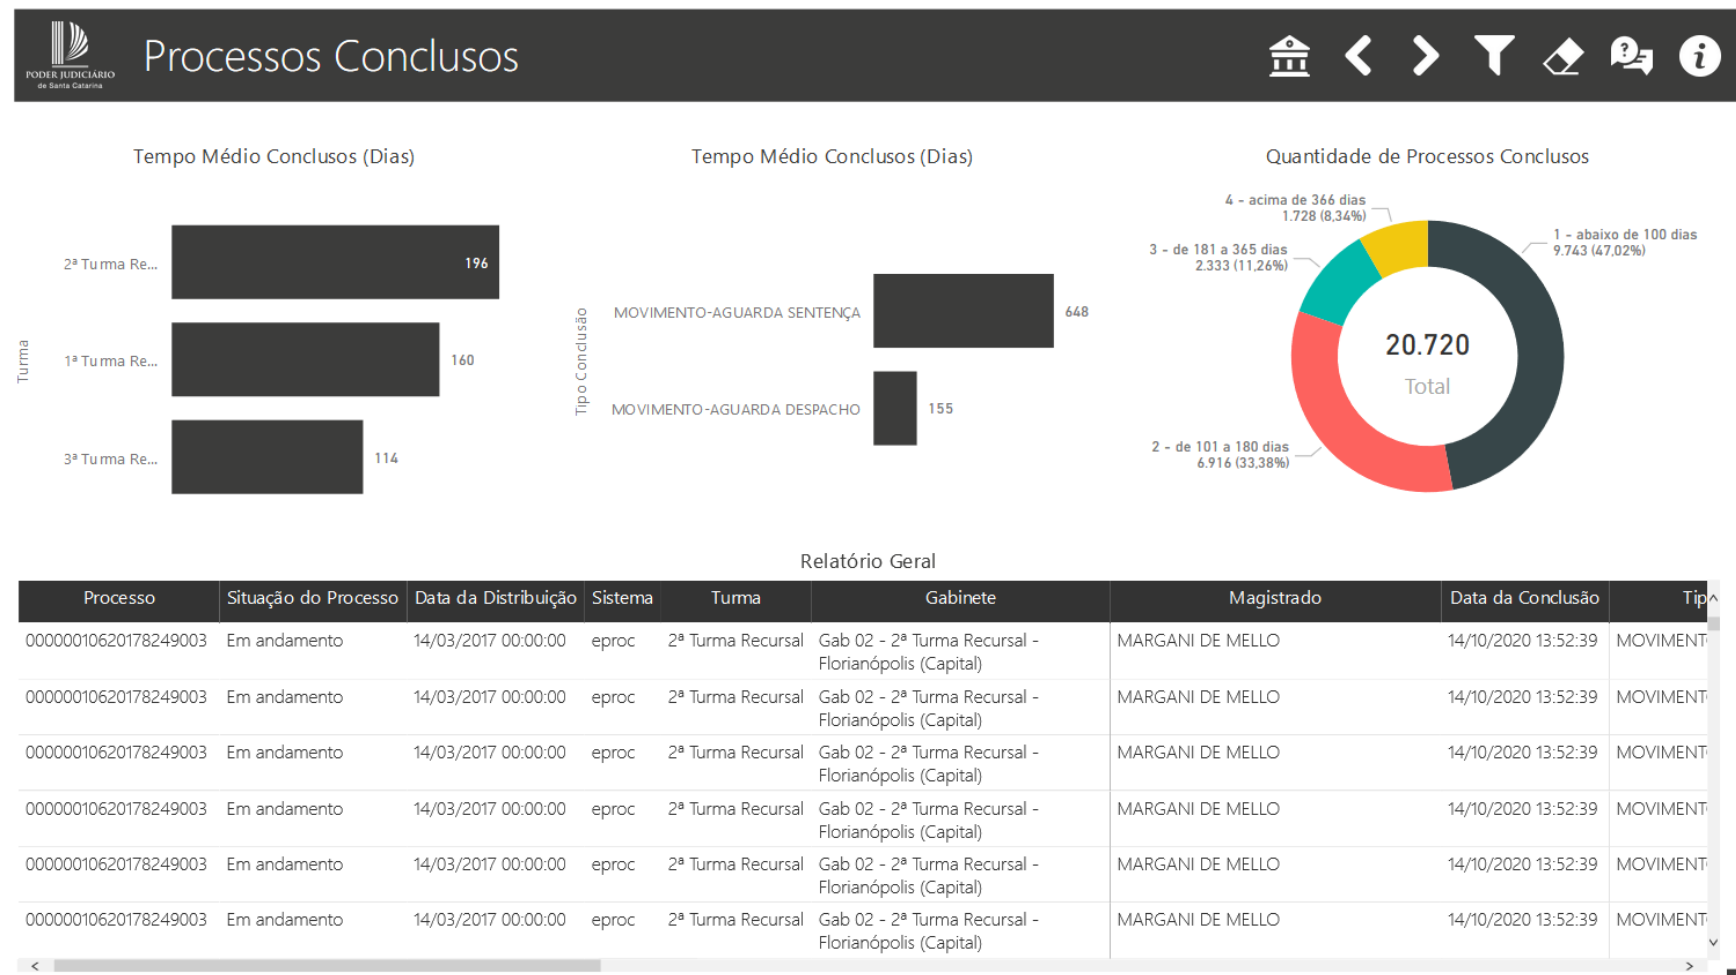 PODER JUDICIÁRIO
de Santa Catarina
Processos Conclusos
Tempo Médio Conclusos (Dias)
Turma
2ª Turma Re...
196
1ª Turma Re...
160
3ª Turma Re...
114
Tempo Médio Conclusos (Dias)
Tipo Conclusão
MOVIMENTO-AGUARDA SENTENÇA
648
MOVIMENTO-AGUARDA DESPACHO
155
Quantidade de Processos Conclusos
4 - acima de 366 dias
1.728 (8,34%)
1 - abaixo de 100 dias
9.743 (47,02%)
3 - de 181 a 365 dias
2.333 (11,26%)
20.720
Total
2 - de 101 a 180 dias
6.916 (33,38%)
Relatório Geral
Processo Situação do Processo Data da Distribuição Sistema Turma Gabinete Magistrado Data da Conclusão Tip
00000010620178249003 Em andamento 14/03/2017 00:00:00 eproc 2ª Turma Recursal Gab 02 - 2ª Turma Recursal - MARGANI DE MELLO 14/10/2020 13:52:39 MOVIMENT
Florianópolis (Capital)
00000010620178249003 Em andamento 14/03/2017 00:00:00 eproc 2ª Turma Recursal Gab 02 - 2ª Turma Recursal - MARGANI DE MELLO 14/10/2020 13:52:39 MOVIMENT
Florianópolis (Capital)
00000010620178249003 Em andamento 14/03/2017 00:00:00 eproc 2ª Turma Recursal Gab 02 - 2ª Turma Recursal - MARGANI DE MELLO 14/10/2020 13:52:39 MOVIMENT
Florianópolis (Capital)
00000010620178249003 Em andamento 14/03/2017 00:00:00 eproc 2ª Turma Recursal Gab 02 - 2ª Turma Recursal - MARGANI DE MELLO 14/10/2020 13:52:39 MOVIMENT
Florianópolis (Capital)
00000010620178249003 Em andamento 14/03/2017 00:00:00 eproc 2ª Turma Recursal Gab 02 - 2ª Turma Recursal - MARGANI DE MELLO 14/10/2020 13:52:39 MOVIMENT
Florianópolis (Capital)
00000010620178249003 Em andamento 14/03/2017 00:00:00 eproc 2ª Turma Recursal Gab 02 - 2ª Turma Recursal - MARGANI DE MELLO 14/10/2020 13:52:39 MOVIMENT
Florianópolis (Capital)